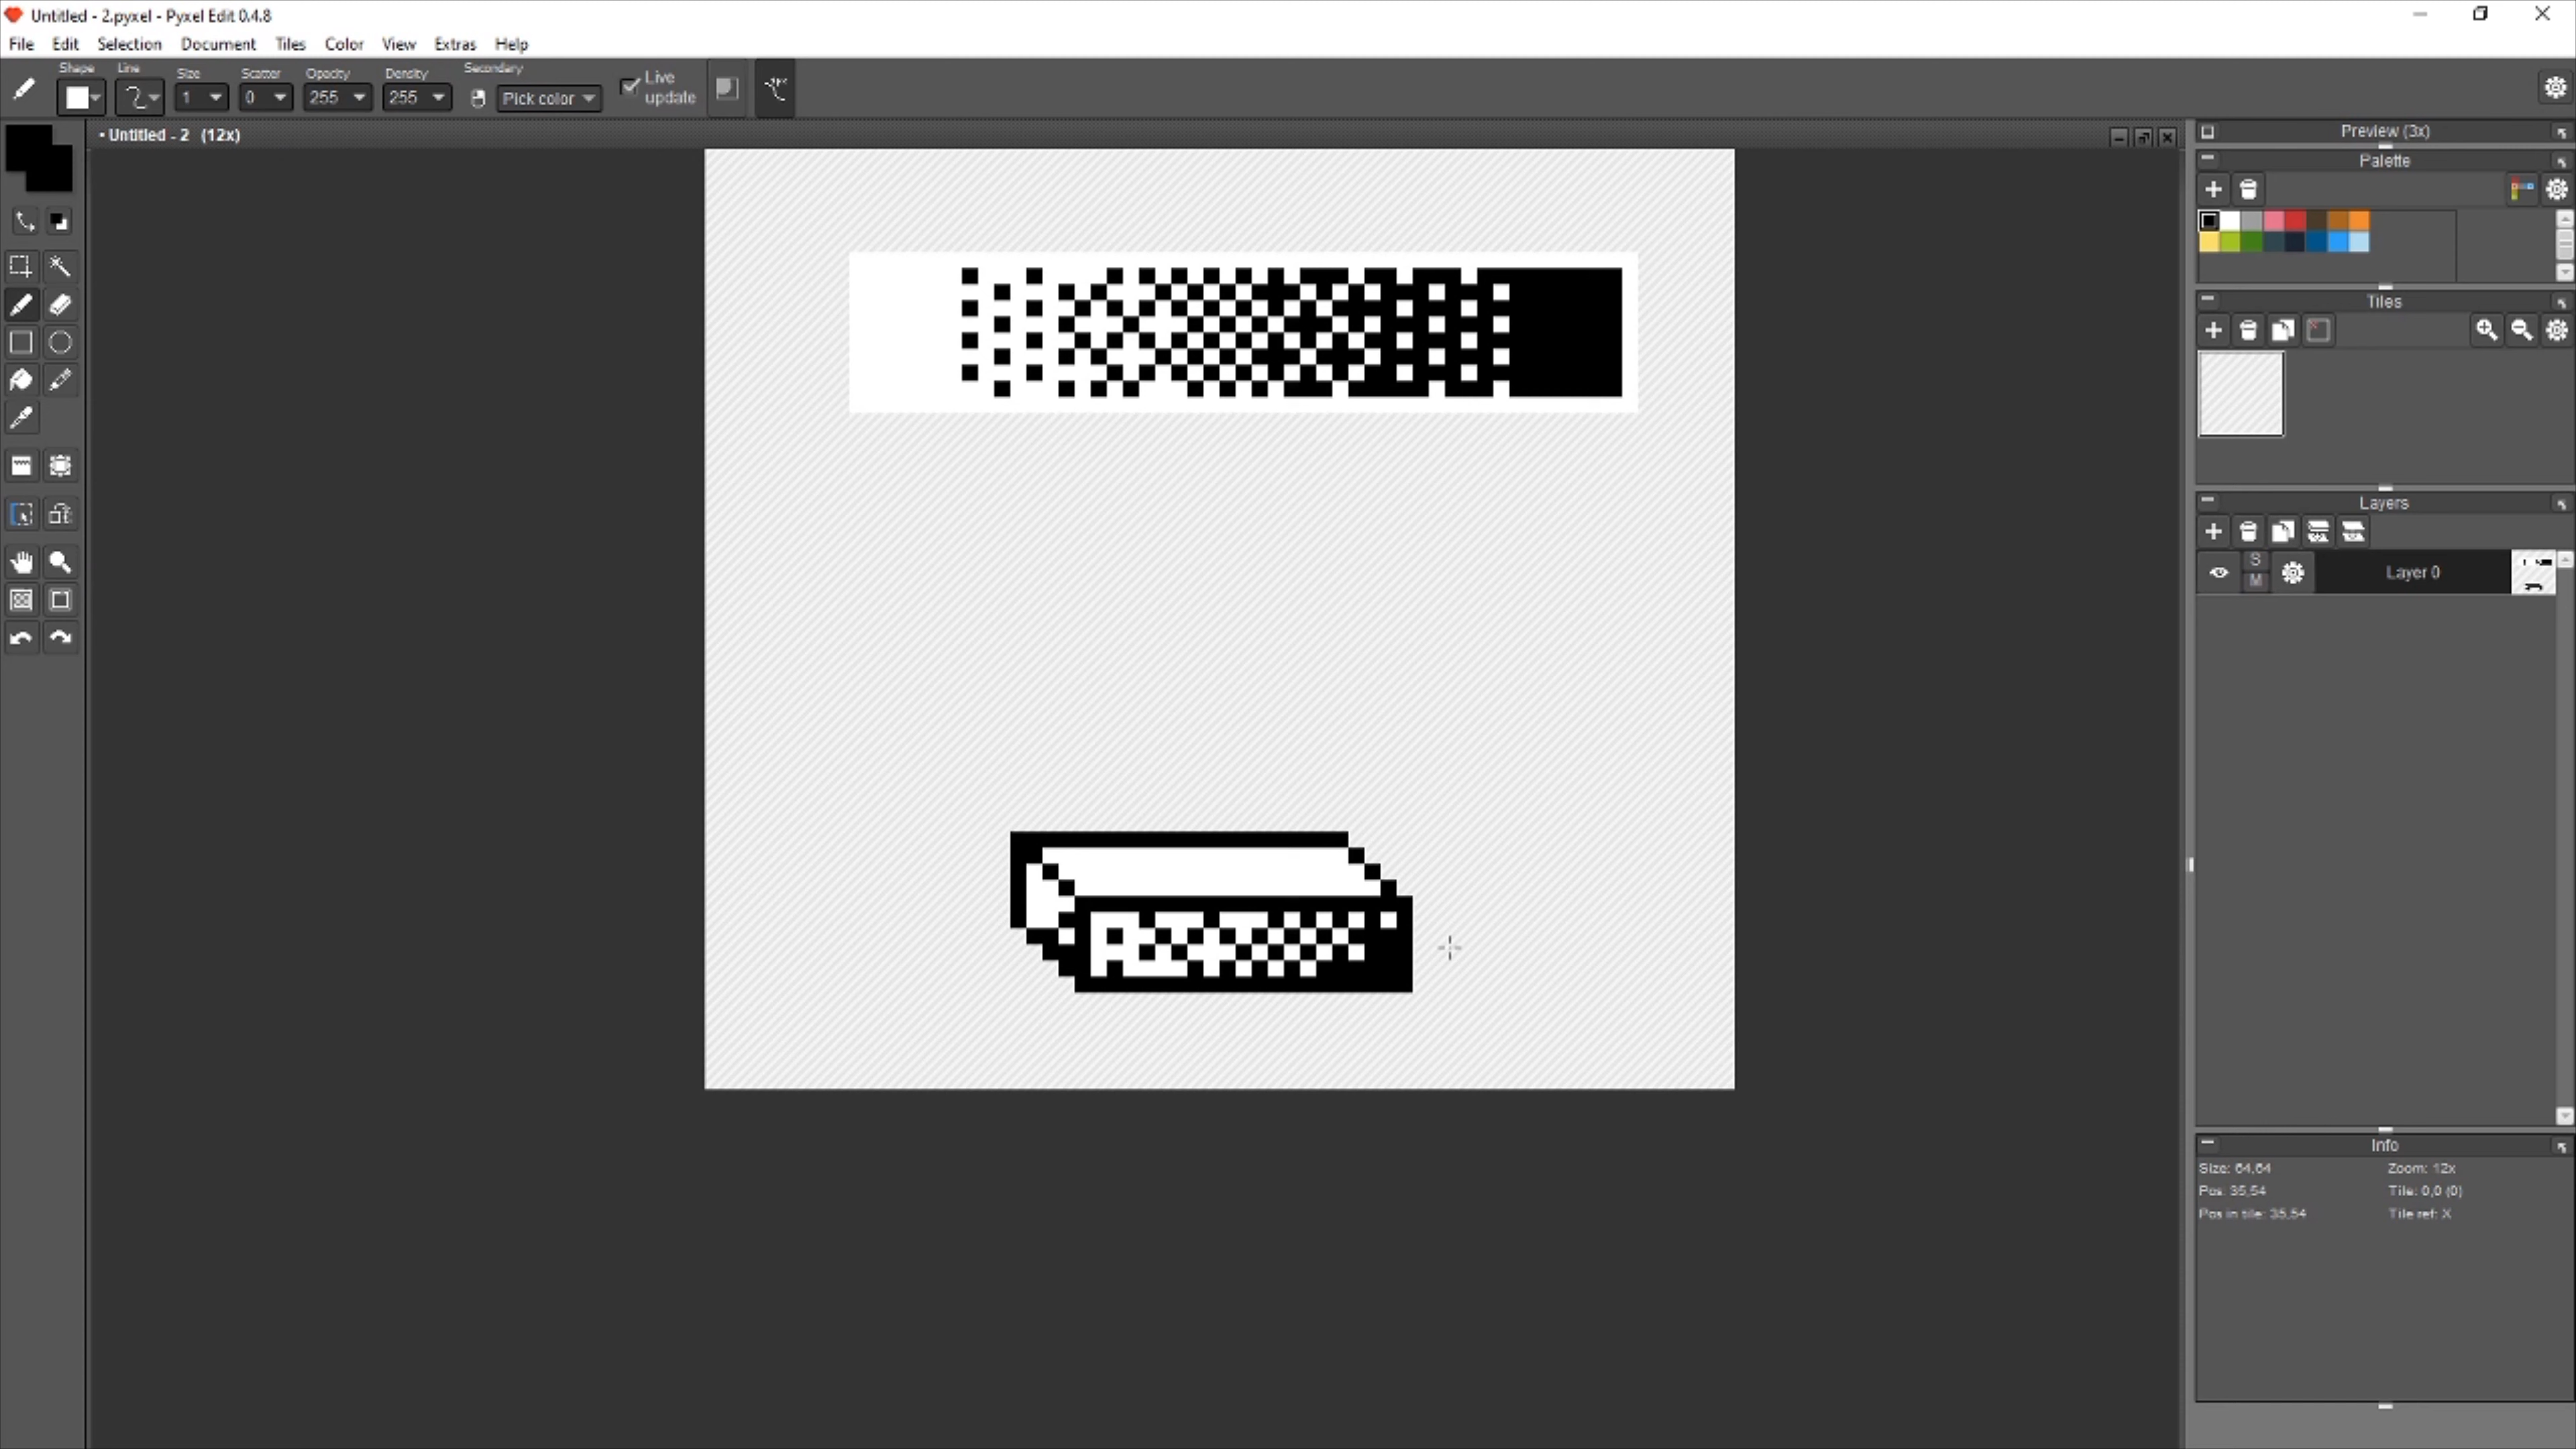 Untitled - 2.pyxel - Pyxel Edit 0.4.8
File Edit Selection Document Tiles Color View Extras Help
Shape Line Size Scatter Opacity Density Secondary
1 0 255 255 Pick color Live update
• Untitled - 2 (12x)
Preview (3x)
Palette
Tiles
Layers
S
M
Layer 0
Info
Size: 64,64 Zoom: 12x
Pos: 35,54 Tile: 0,0 (0)
Pos in tile: 35,54 Tile ref: X